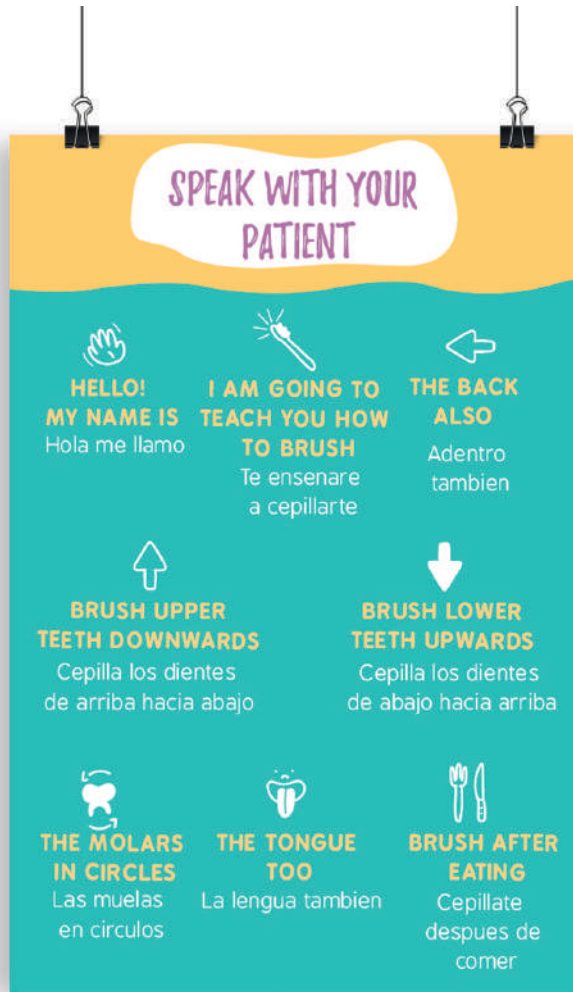 SPEAK WITH YOUR
PATIENT
HELLO!
MY NAME IS
Hola me llamo
I AM GOING TO
TEACH YOU HOW
TO BRUSH
Te ensenare
a cepillarte
THE BACK
ALSO
Adentro
tambien
BRUSH UPPER
TEETH DOWNWARDS
Cepilla los dientes
de arriba hacia abajo
BRUSH LOWER
TEETH UPWARDS
Cepilla los dientes
de abajo hacia arriba
THE MOLARS
IN CIRCLES
Las muelas
en circulos
THE TONGUE
TOO
La lengua tambien
BRUSH AFTER
EATING
Cepillate
despues de
comer